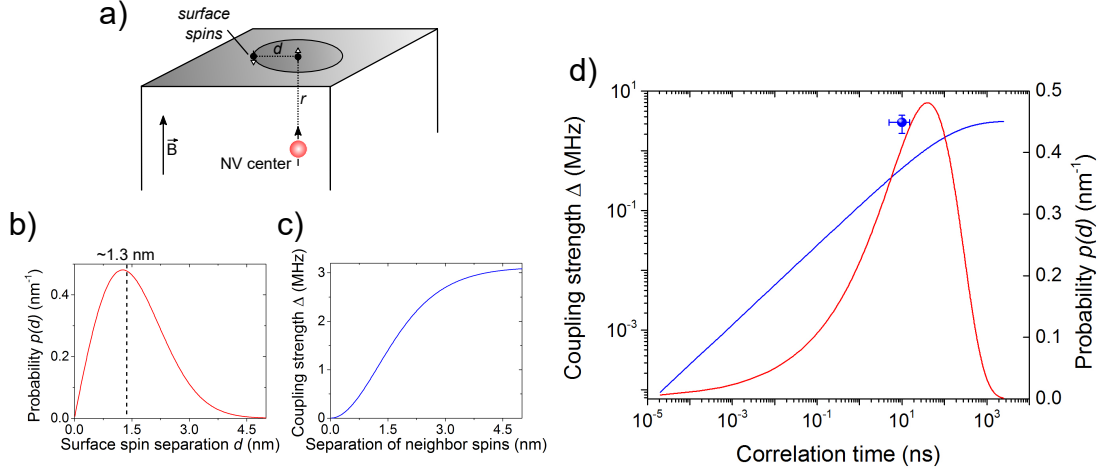 a)
surface
spins
d
r
B
NV center
b)
~1.3 nm
Probability p(d) (nm⁻¹)
0.4
0.2
0.0
0.0 1.5 3.0 4.5
Surface spin separation d (nm)
c)
Coupling strength Δ (MHz)
3
2
1
0
0.0 1.5 3.0 4.5
Separation of neighbor spins (nm)
d)
Coupling strength Δ (MHz)
10¹
10⁻¹
10⁻³
10⁻⁵ 10⁻³ 10⁻¹ 10¹ 10³
Correlation time (ns)
0.5
0.4
0.3
0.2
0.1
0.0
Probability p(d) (nm⁻¹)